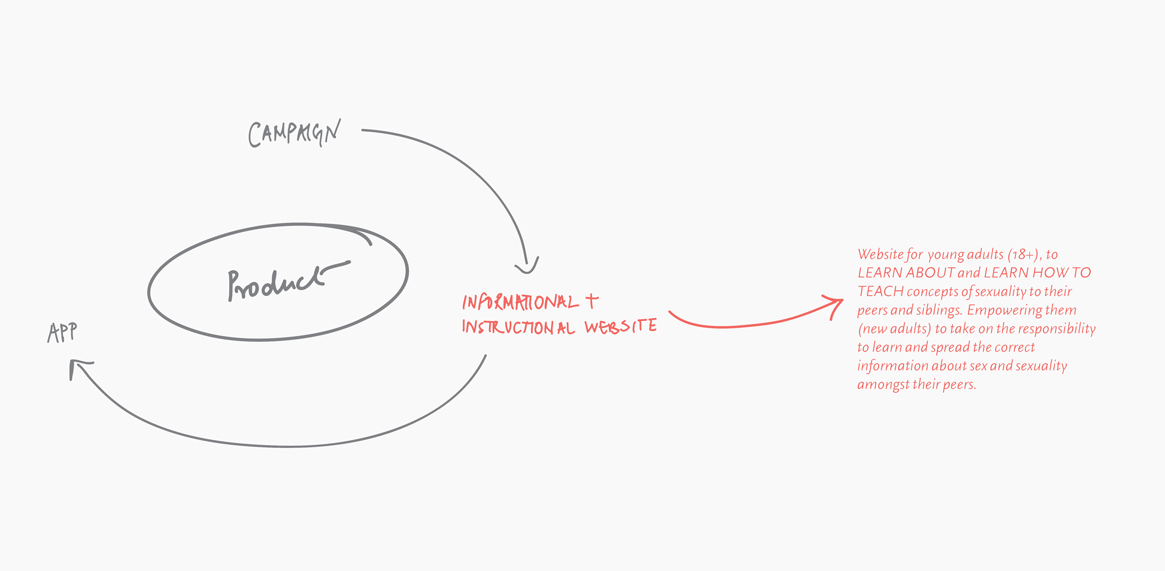 CAMPAIGN
Product
APP
INFORMATIONAL +
INSTRUCTIONAL WEBSITE
Website for young adults (18+), to
LEARN ABOUT and LEARN HOW TO
TEACH concepts of sexuality to their
peers and siblings. Empowering them
(new adults) to take on the responsibility
to learn and spread the correct
information about sex and sexuality
amongst their peers.